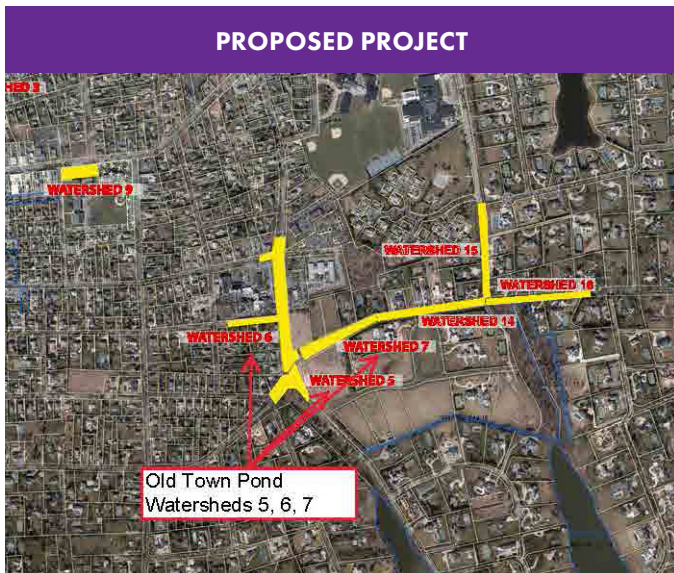 PROPOSED PROJECT
WATERSHED 9
WATERSHED 15
WATERSHED 16
WATERSHED 14
WATERSHED 6
WATERSHED 7
WATERSHED 5
Old Town Pond
Watersheds 5, 6, 7